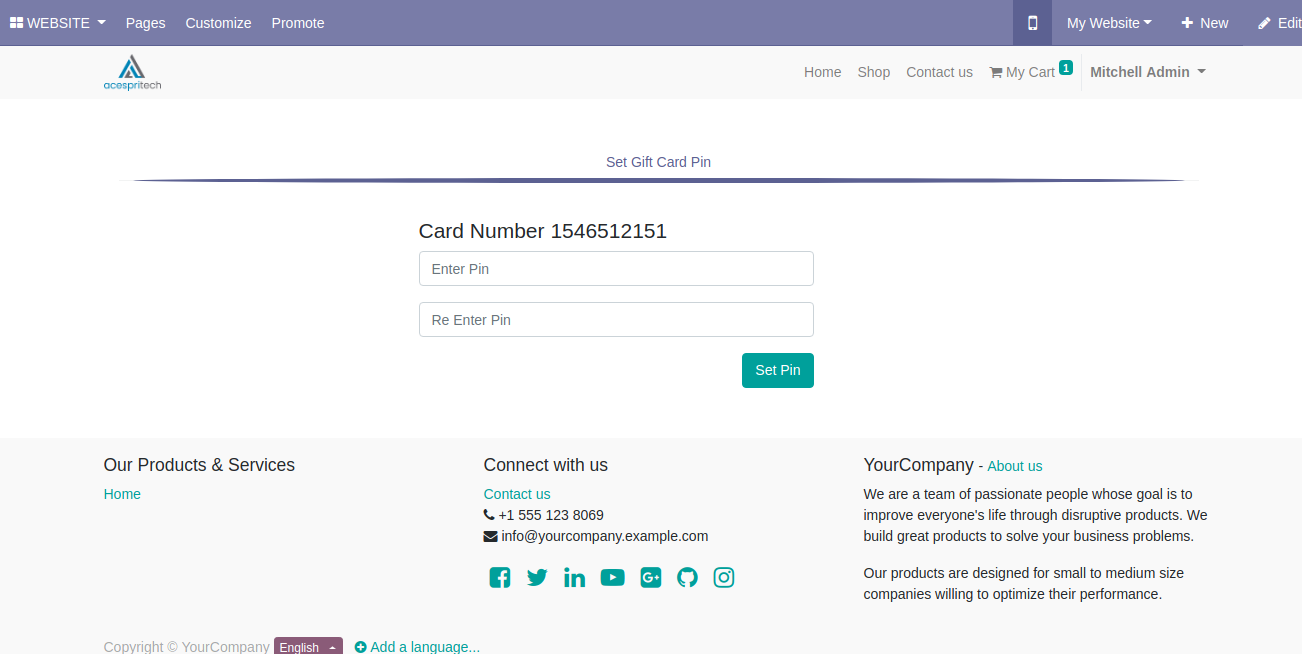 WEBSITE Pages Customize Promote My Website New Edit
acespritech Home Shop Contact us My Cart 1 Mitchell Admin
Set Gift Card Pin
Card Number 1546512151
Enter Pin
Re Enter Pin
Set Pin
Our Products & Services
Home
Connect with us
Contact us
+1 555 123 8069
info@yourcompany.example.com
YourCompany - About us
We are a team of passionate people whose goal is to
improve everyone's life through disruptive products. We
build great products to solve your business problems.
Our products are designed for small to medium size
companies willing to optimize their performance.
Copyright © YourCompany English Add a language...